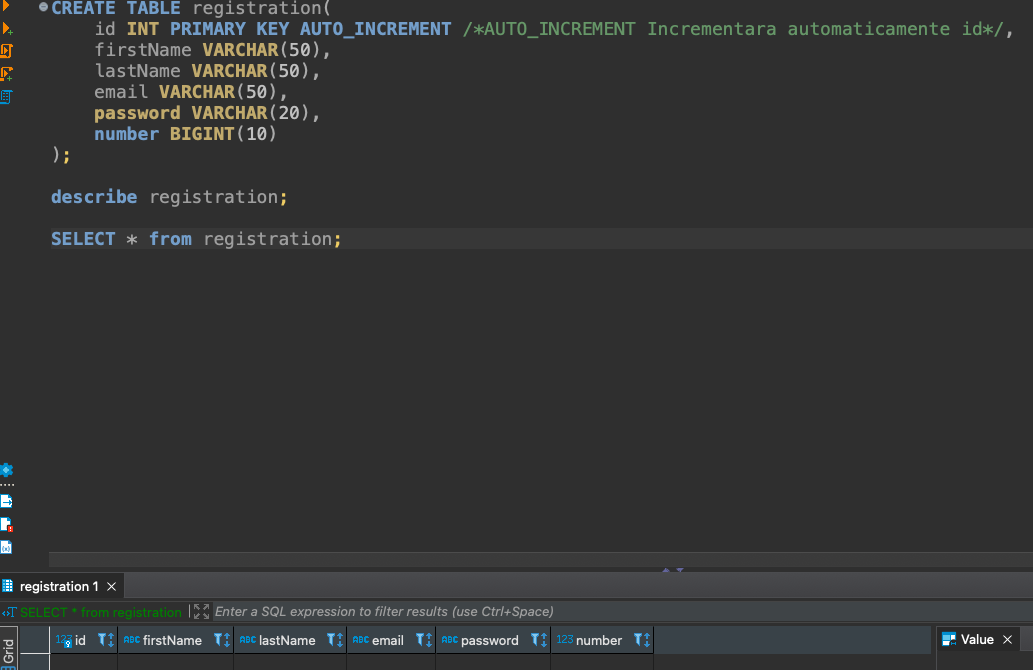 CREATE TABLE registration(
id INT PRIMARY KEY AUTO_INCREMENT /*AUTO_INCREMENT Incrementara automaticamente id*/,
firstName VARCHAR(50),
lastName VARCHAR(50),
email VARCHAR(50),
password VARCHAR(20),
number BIGINT(10)
);
describe registration;
SELECT * from registration;
registration 1
SELECT * from registration Enter a SQL expression to filter results (use Ctrl+Space)
Grid
123 id ABC firstName ABC lastName ABC email ABC password 123 number Value